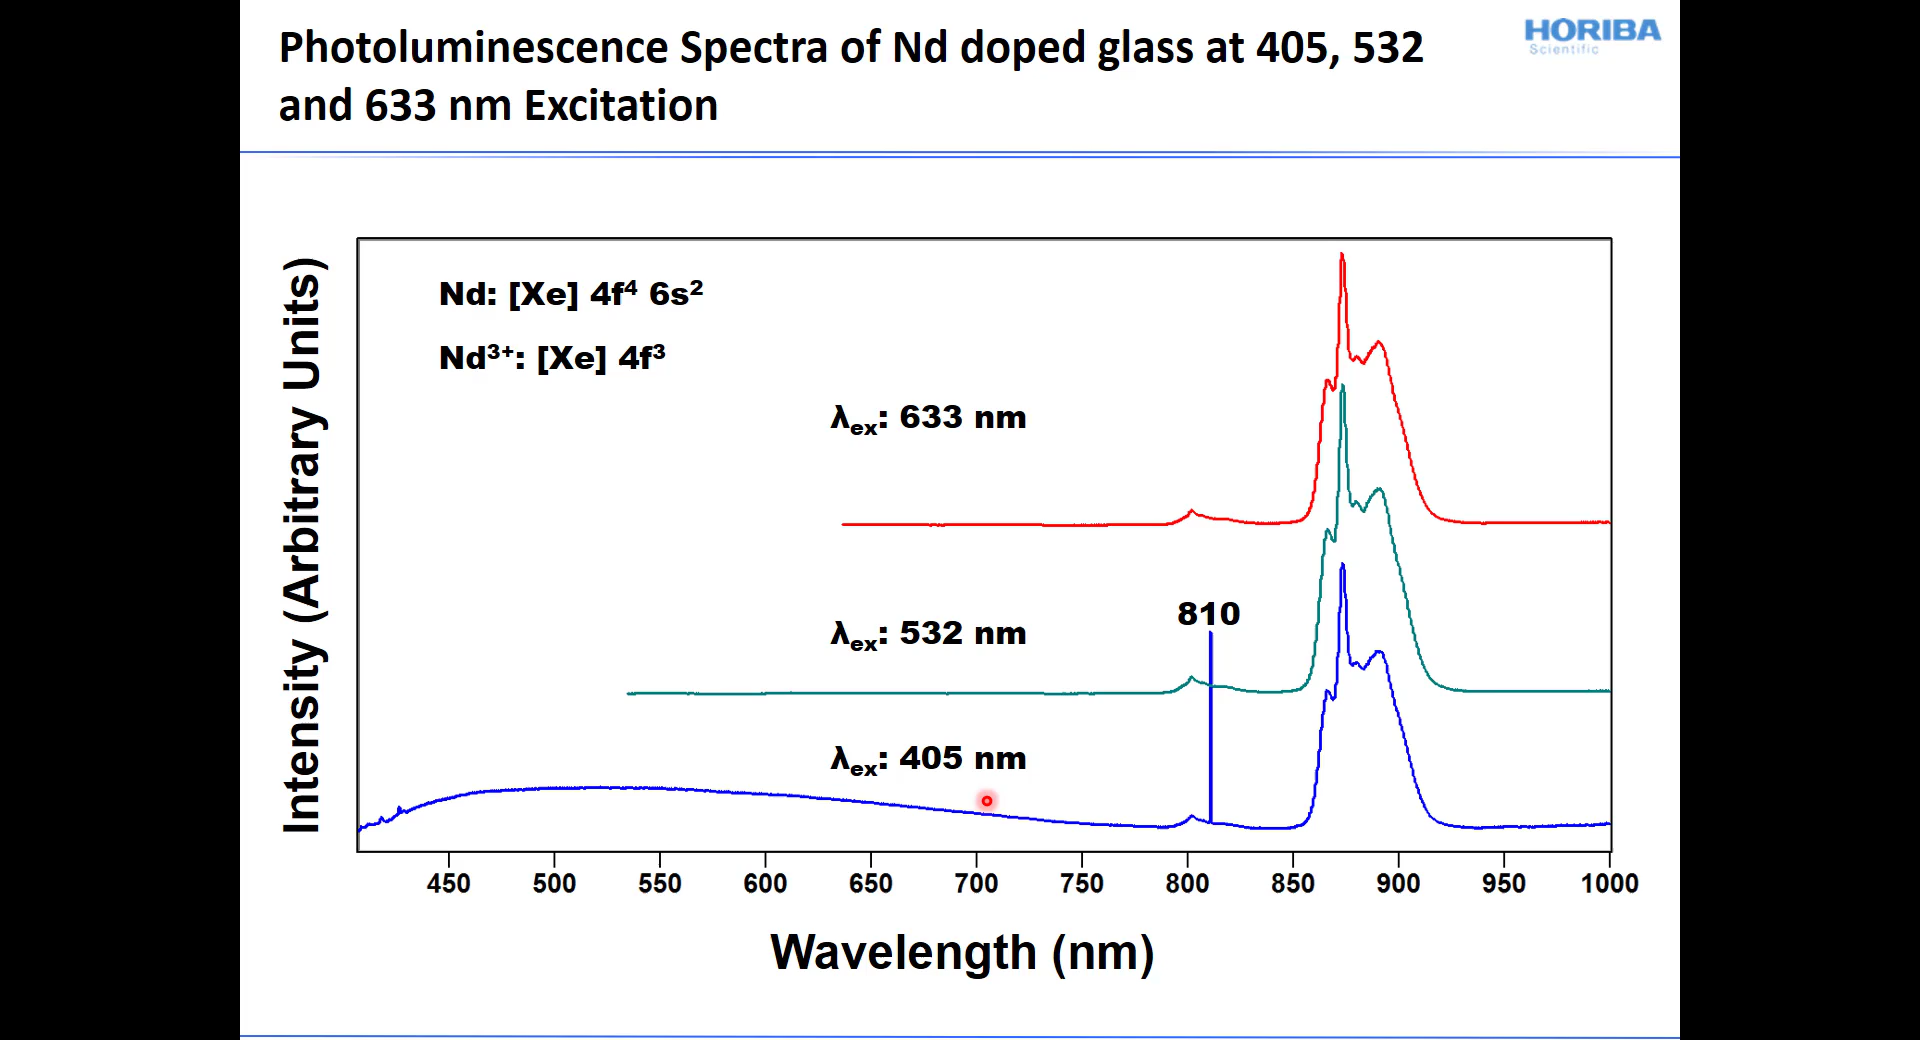 Photoluminescence Spectra of Nd doped glass at 405, 532
and 633 nm Excitation
HORIBA
Scientific
Nd: [Xe] 4f⁴ 6s²
Nd³⁺: [Xe] 4f³
λex: 633 nm
810
λex: 532 nm
λex: 405 nm
Intensity (Arbitrary Units)
450 500 550 600 650 700 750 800 850 900 950 1000
Wavelength (nm)